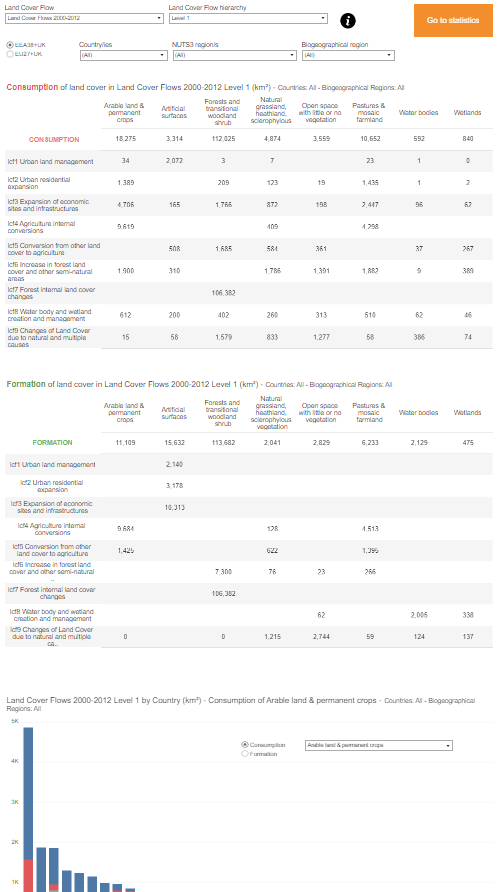 Land Cover Flow
Land Cover Flow hierarchy
Land Cover Flows 2000-2012
Level 1
i
Go to statistics
EEA38+UK
EU27+UK
Country/ies
NUTS3 region/s
Biogeographical region
(All)
(All)
(All)
Consumption of land cover in Land Cover Flows 2000-2012 Level 1 (km²) - Countries: All - Biogeographical Regions: All
Arable land & permanent crops
Artificial surfaces
Forests and transitional woodland shrub
Natural grassland, heathland, sclerophylous
Open space with little or no vegetation
Pastures & mosaic farmland
Water bodies
Wetlands
CONSUMPTION 18,275 3,314 112,025 4,874 3,559 10,652 592 840
lcf1 Urban land management 34 2,072 3 7 23 1 0
lcf2 Urban residential expansion 1,389 209 123 19 1,435 1 2
lcf3 Expansion of economic sites and infrastructures 4,706 165 1,766 872 198 2,447 96 62
lcf4 Agriculture internal conversions 9,619 409 4,298
lcf5 Conversion from other land cover to agriculture 508 1,685 584 361 37 267
lcf6 Increase in forest land cover and other semi-natural areas 1,900 310 1,786 1,391 1,882 9 389
lcf7 Forest internal land cover changes 106,382
lcf8 Water body and wetland creation and management 612 200 402 260 313 510 62 46
lcf9 Changes of Land Cover due to natural and multiple causes 15 58 1,579 833 1,277 58 386 74
Formation of land cover in Land Cover Flows 2000-2012 Level 1 (km²) - Countries: All - Biogeographical Regions: All
Arable land & permanent crops
Artificial surfaces
Forests and transitional woodland shrub
Natural grassland, heathland, sclerophylous vegetation
Open space with little or no vegetation
Pastures & mosaic farmland
Water bodies
Wetlands
FORMATION 11,109 15,632 113,682 2,041 2,829 6,233 2,129 475
lcf1 Urban land management 2,140
lcf2 Urban residential expansion 3,178
lcf3 Expansion of economic sites and infrastructures 10,313
lcf4 Agriculture internal conversions 9,684 128 4,513
lcf5 Conversion from other land cover to agriculture 1,425 622 1,395
lcf6 Increase in forest land cover and other semi-natural .. 7,300 76 23 266
lcf7 Forest internal land cover changes 106,382
lcf8 Water body and wetland creation and management 62 2,005 338
lcf9 Changes of Land Cover due to natural and multiple ca.. 0 0 1,215 2,744 59 124 137
Land Cover Flows 2000-2012 Level 1 by Country (km²) - Consumption of Arable land & permanent crops - Countries: All - Biogeographical
Regions: All
5K
Consumption
Arable land & permanent crops
Formation
4K
3K
2K
1K